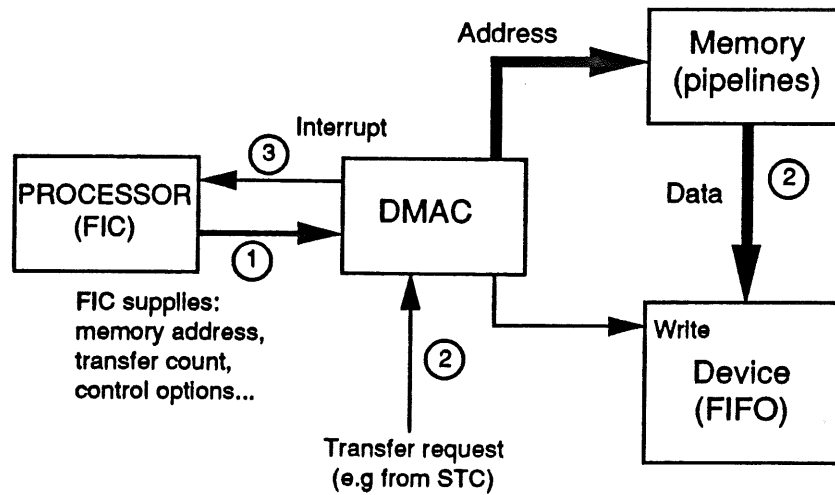 Address
Memory
(pipelines)
Interrupt
3
PROCESSOR
(FIC)
DMAC
Data
2
1
FIC supplies:
memory address,
transfer count,
control options...
2
Write
Device
(FIFO)
Transfer request
(e.g from STC)